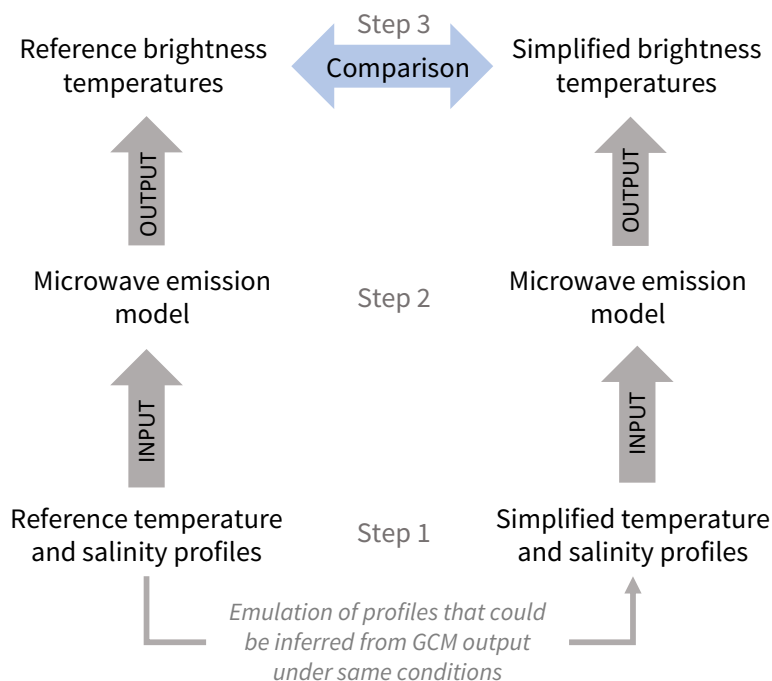 Step 3
Reference brightness
temperatures
Comparison
Simplified brightness
temperatures
OUTPUT
OUTPUT
Microwave emission
model
Step 2
Microwave emission
model
INPUT
INPUT
Reference temperature
and salinity profiles
Step 1
Simplified temperature
and salinity profiles
Emulation of profiles that could
be inferred from GCM output
under same conditions